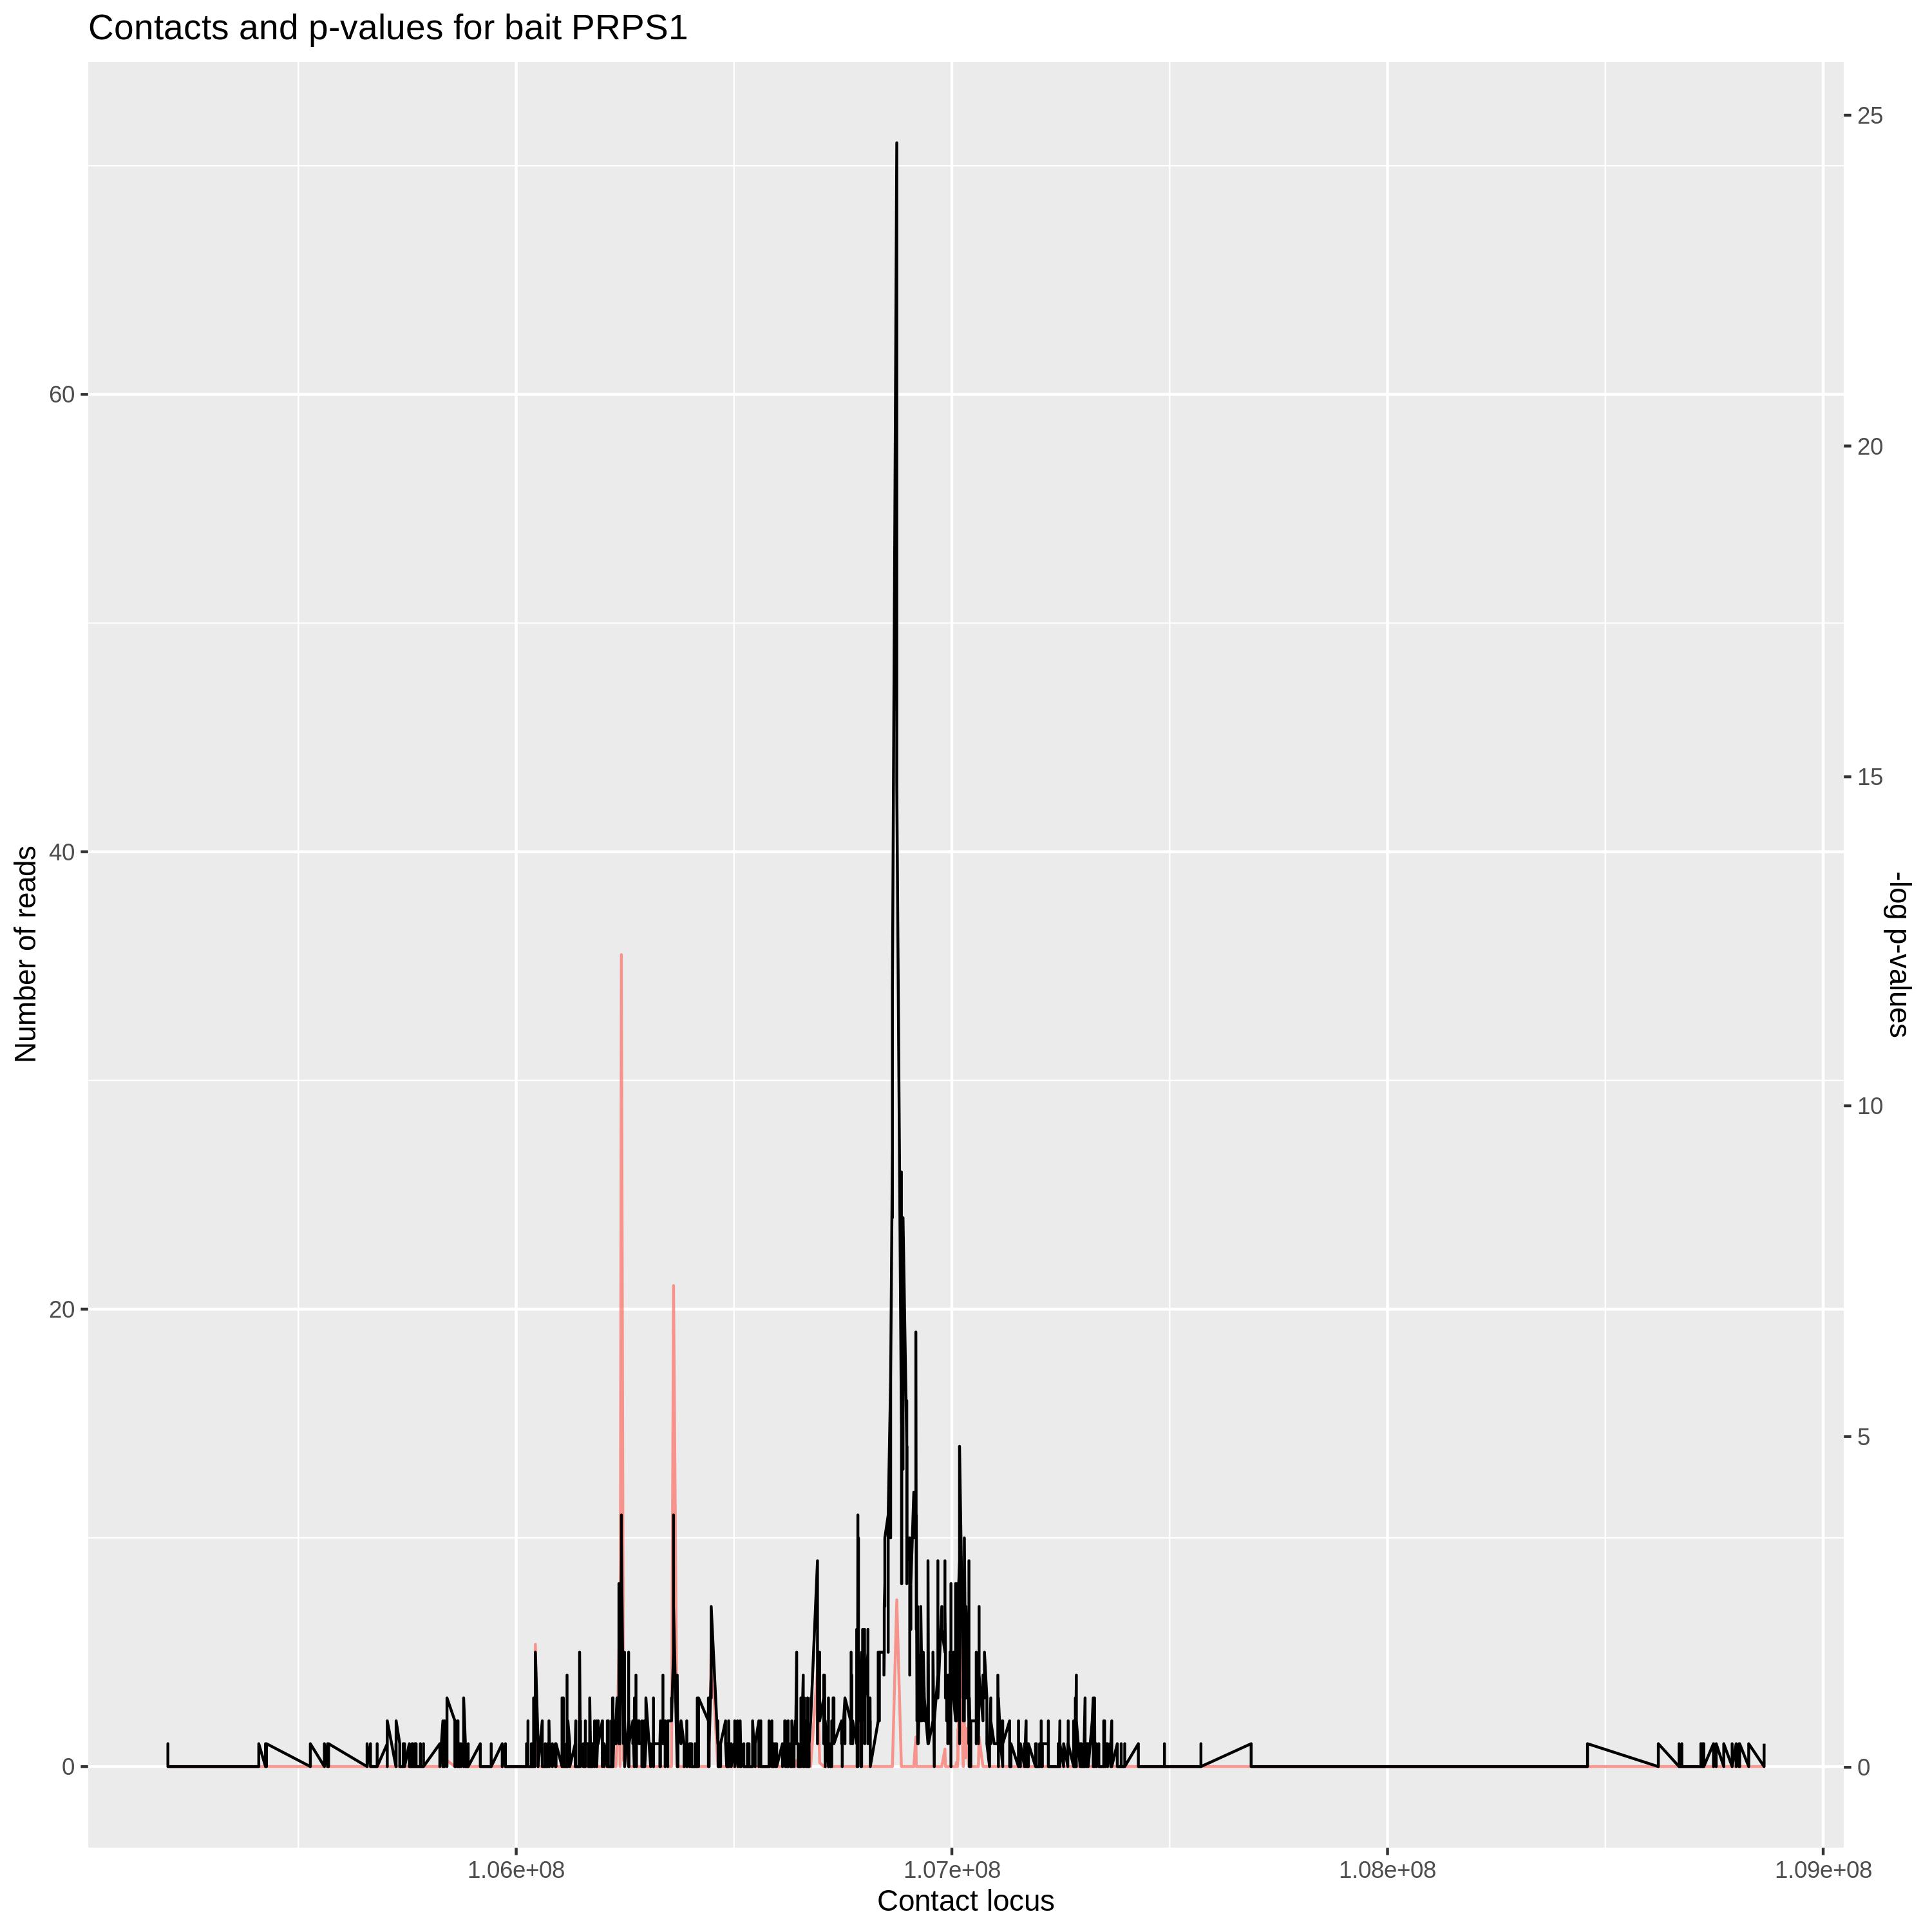 Contacts and p-values for bait PRPS1
60
40
20
0
Number of reads
25
20
15
10
5
0
-log p-values
1.06e+08
1.07e+08
1.08e+08
1.09e+08
Contact locus